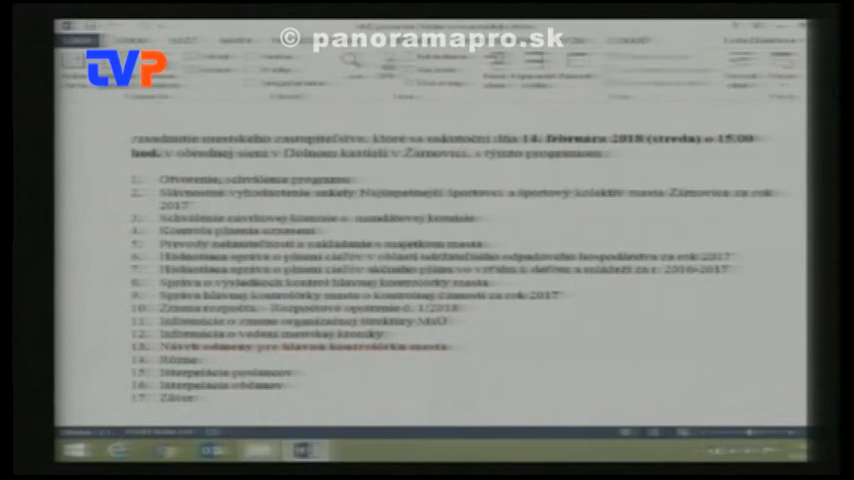 © panoramapro.sk
TVP
zasadnutie mestského zastupiteľstva, ktoré sa uskutoční dňa 14. februára 2018 (streda) o 15.00
hod. v obradnej sieni v Dolnom kaštieli v Žarnovici, s týmto programom:
1. Otvorenie, schválenie programu
2. Slávnostné vyhodnotenie ankety Najúspešnejší športovci a športový kolektív mesta Žarnovica za rok
2017
3. Schválenie návrhovej komisie a mandátovej komisie
4. Kontrola plnenia uznesení
5. Prevody nehnuteľností a nakladanie s majetkom mesta
6. Hodnotiaca správa o plnení cieľov v oblasti udržateľného odpadového hospodárstva za rok 2017
7. Hodnotiaca správa o plnení cieľov akčného plánu vo vzťahu k deťom a mládeži za r. 2016-2017
8. Správa o výsledkoch kontrol hlavnej kontrolórky mesta
9. Správa hlavnej kontrolórky mesta o kontrolnej činnosti za rok 2017
10. Zmena rozpočtu – Rozpočtové opatrenie č. 1/2018
11. Informácie o zmene organizačnej štruktúry MsÚ
12. Informácia o vedení mestskej kroniky
13. Návrh odmeny pre hlavnú kontrolórku mesta
14. Rôzne
15. Interpelácie poslancov
16. Interpelácie občanov
17. Záver